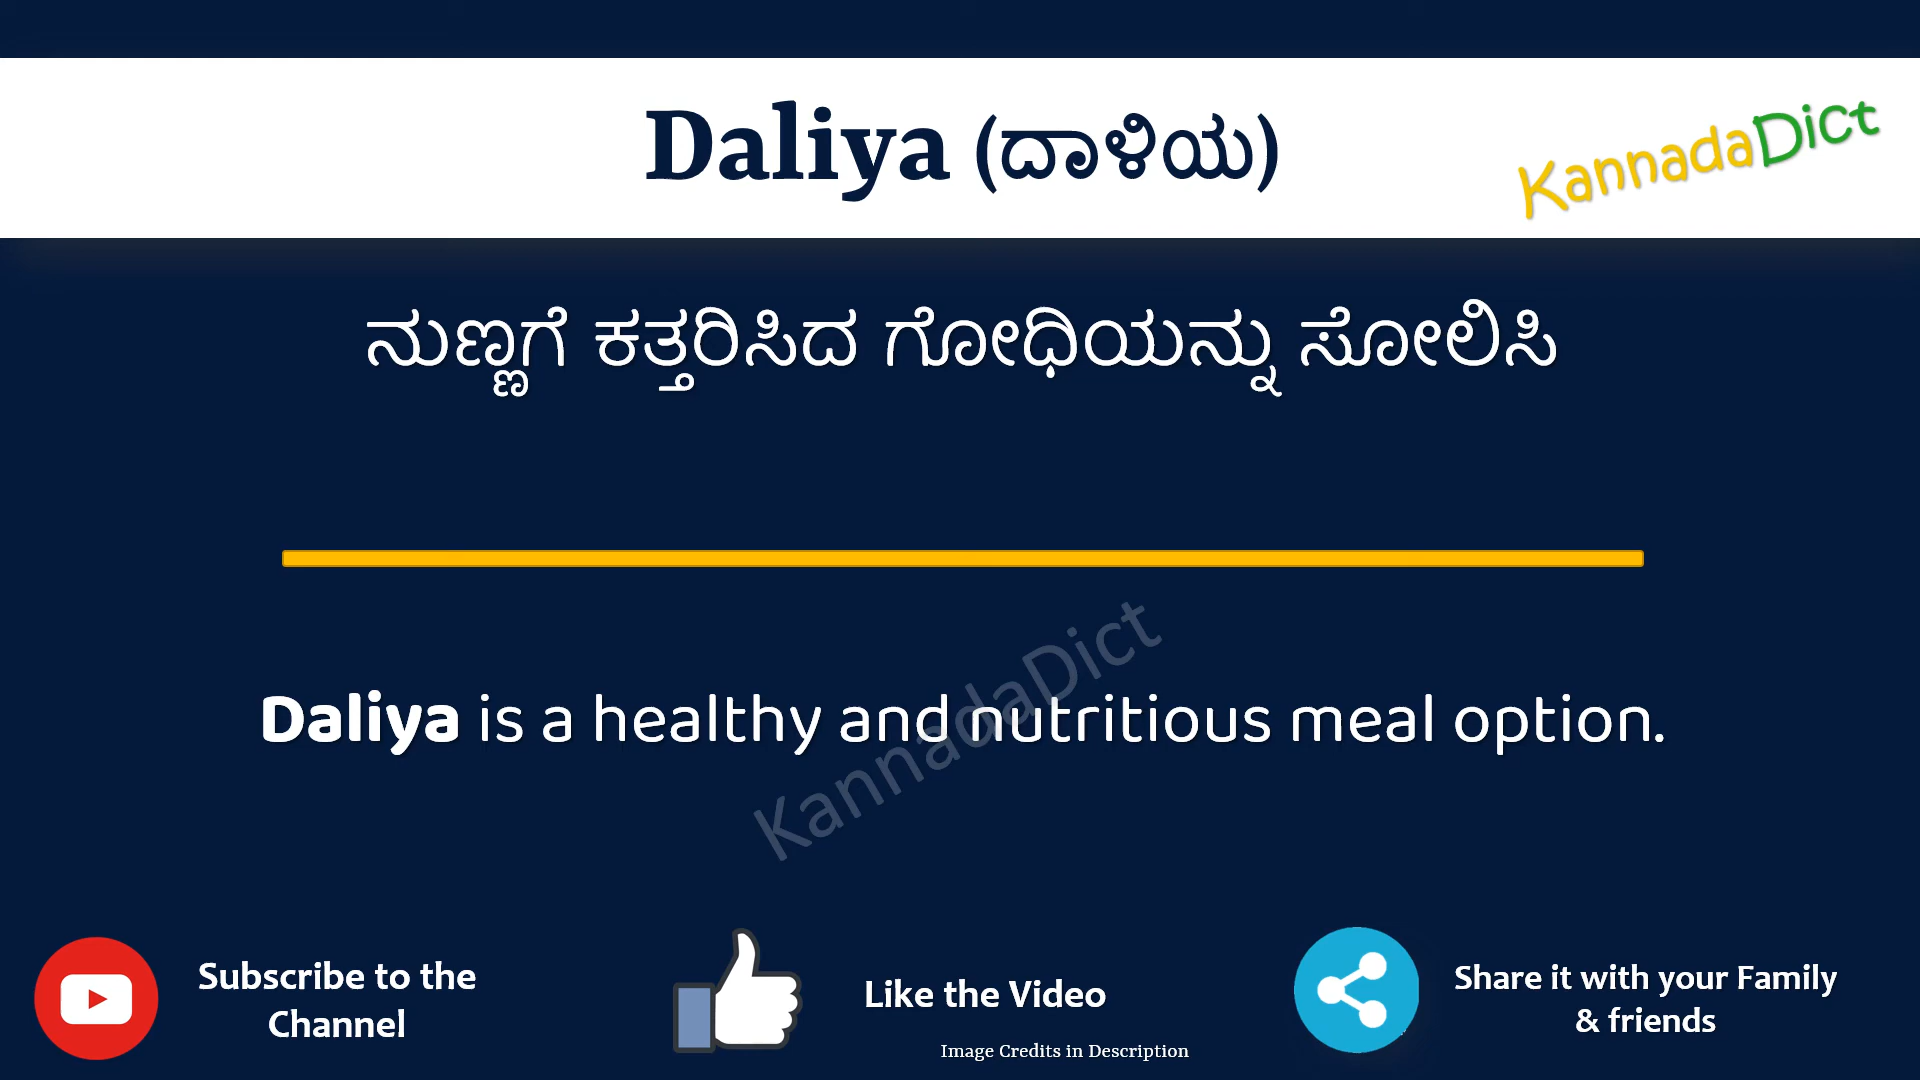 Daliya (ದಾಳಿಯ)
KannadaDict
ನುಣ್ಣಗೆ ಕತ್ತರಿಸಿದ ಗೋಧಿಯನ್ನು ಸೋಲಿಸಿ
Daliya is a healthy and nutritious meal option.
KannadaDict
Subscribe to the
Channel
Like the Video
Share it with your Family
& friends
Image Credits in Description